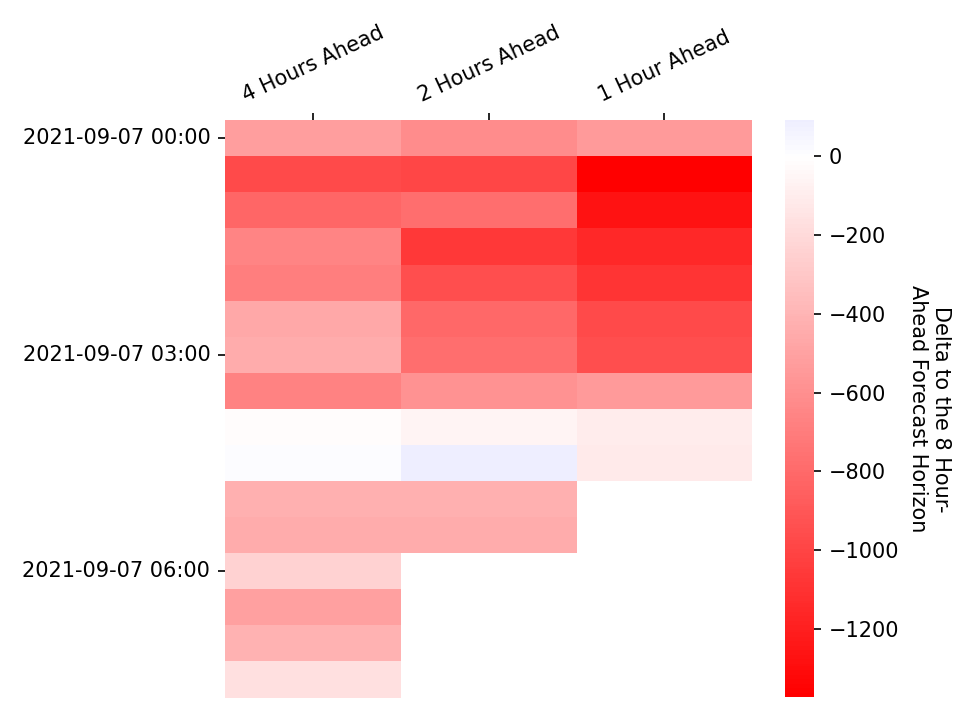 4 Hours Ahead
2 Hours Ahead
1 Hour Ahead
2021-09-07 00:00
2021-09-07 03:00
2021-09-07 06:00
0
−200
−400
−600
−800
−1000
−1200
Delta to the 8 Hour-
Ahead Forecast Horizon